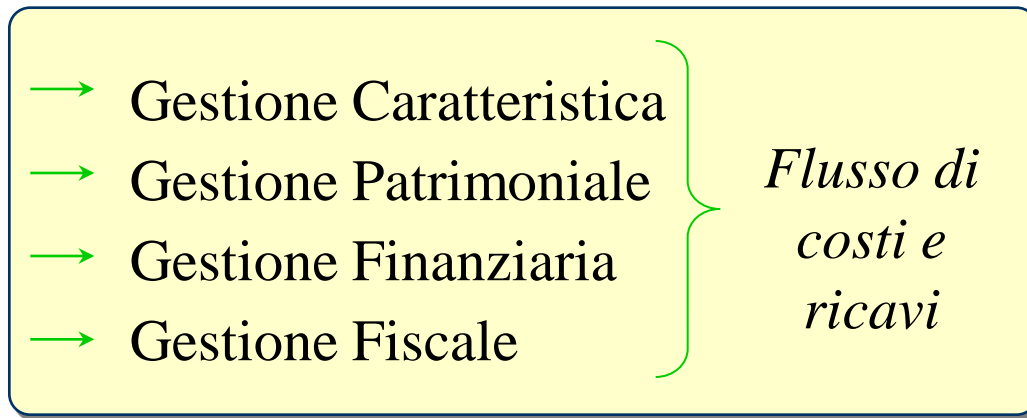 Gestione Caratteristica
Gestione Patrimoniale
Gestione Finanziaria
Gestione Fiscale
Flusso di
costi e
ricavi